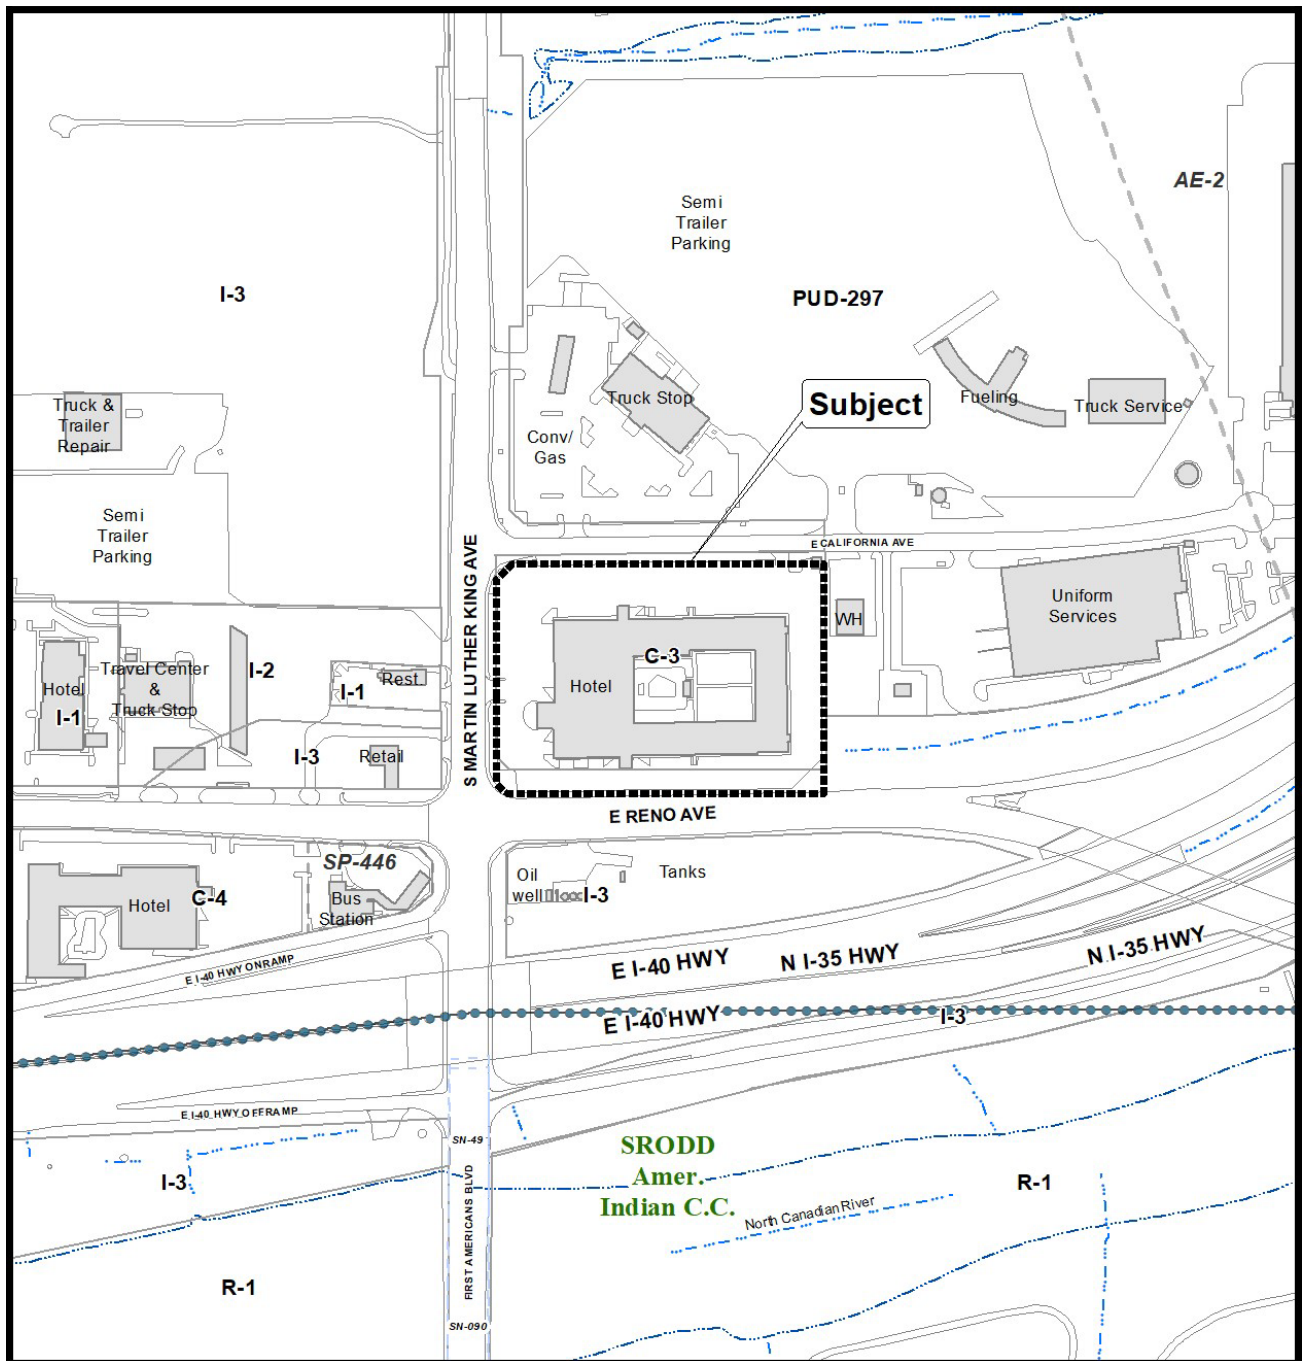 AE-2
Semi
Trailer
Parking
I-3
PUD-297
Truck &
Trailer
Repair
Truck Stop
Subject
Fueling
Truck Service
Conv/
Gas
Semi
Trailer
Parking
E CALIFORNIA AVE
S MARTIN LUTHER KING AVE
Uniform
Services
WH
C-3
Hotel
Travel Center
&
Truck Stop
I-2
Rest
I-1
Hotel
I-1
I-3
Retail
E RENO AVE
SP-446
Oil
well
Tanks
I-3
Hotel
C-4
Bus
Station
E I-40 HWY ONRAMP
E I-40 HWY
N I-35 HWY
N I-35 HWY
E I-40 HWY
I-3
E I-40 HWY OFFRAMP
SN-49
SRODD
Amer.
Indian C.C.
I-3
R-1
North Canadian River
FIRST AMERICANS BLVD
R-1
SN-090